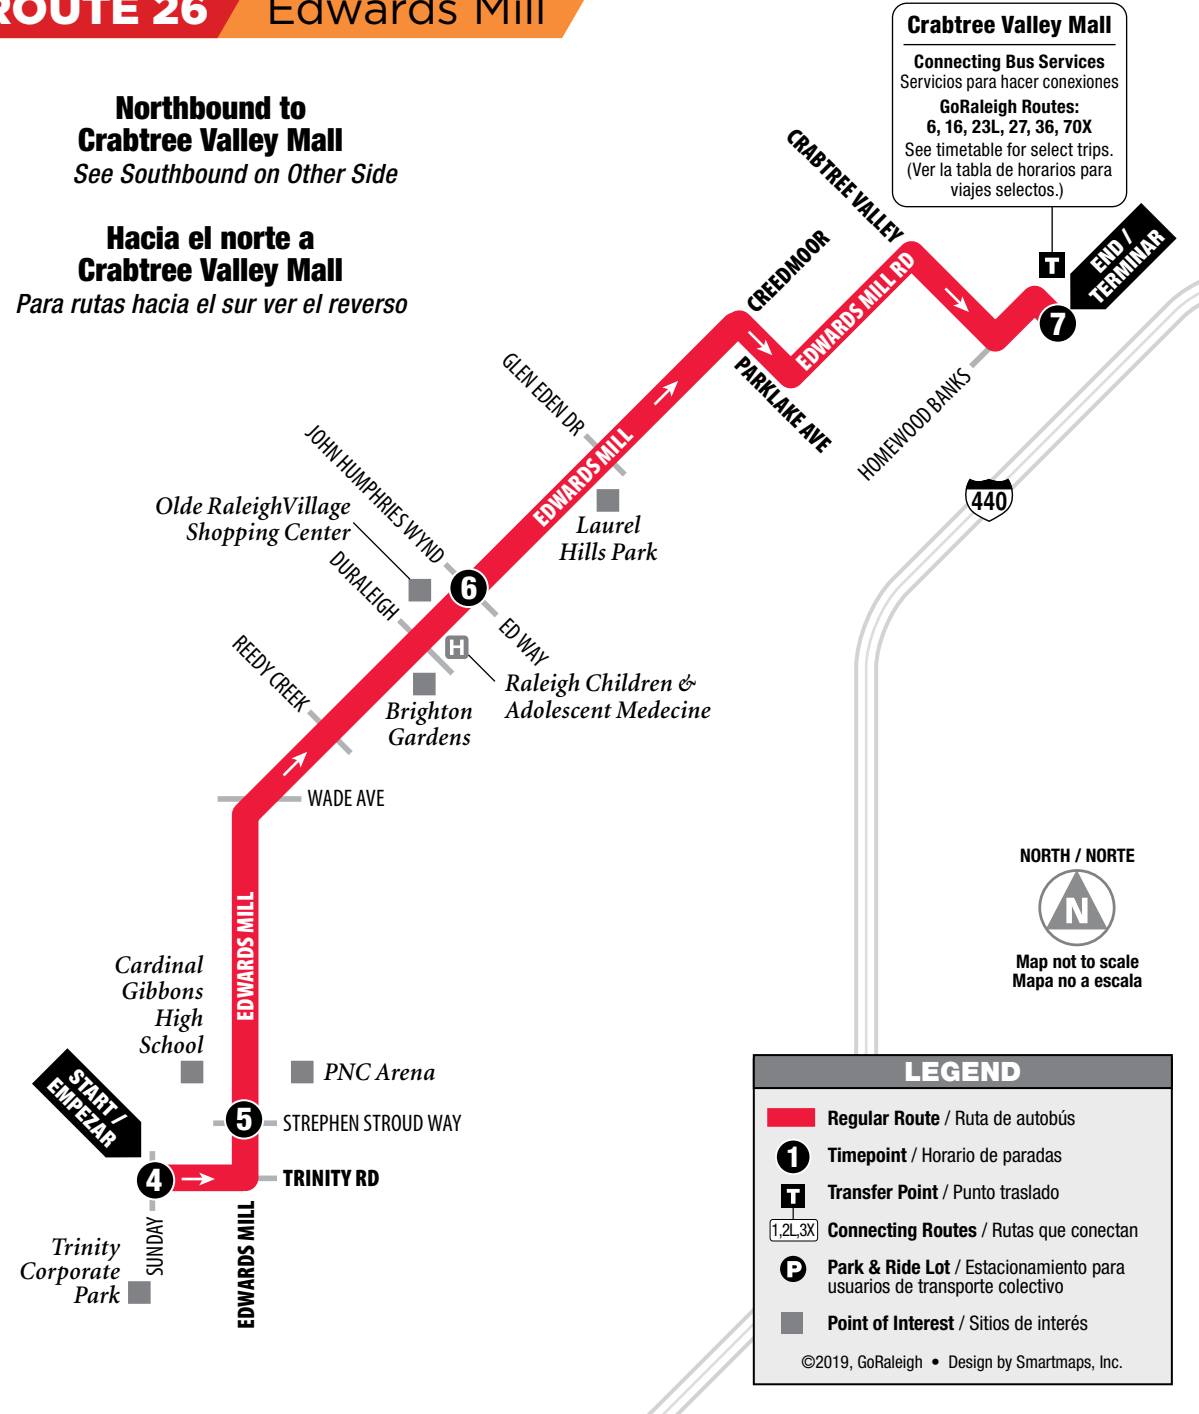 ROUTE 26 Edwards Mill
Northbound to
Crabtree Valley Mall
See Southbound on Other Side
Hacia el norte a
Crabtree Valley Mall
Para rutas hacia el sur ver el reverso
Crabtree Valley Mall
Connecting Bus Services
Servicios para hacer conexiones
GoRaleigh Routes:
6, 16, 23L, 27, 36, 70X
See timetable for select trips.
(Ver la tabla de horarios para
viajes selectos.)
T
END /
TERMINAR
7
CRABTREE VALLEY
EDWARDS MILL RD
CREEDMOOR
PARKLAKE AVE
HOMEWOOD BANKS
440
GLEN EDEN DR
EDWARDS MILL
Laurel
Hills Park
JOHN HUMPHRIES WYND
Olde RaleighVillage
Shopping Center
6
DURALEIGH
ED WAY
H
Raleigh Children &
Adolescent Medecine
Brighton
Gardens
REEDY CREEK
WADE AVE
EDWARDS MILL
Cardinal
Gibbons
High
School
PNC Arena
5
STREPHEN STROUD WAY
START /
EMPEZAR
4
TRINITY RD
SUNDAY
EDWARDS MILL
Trinity
Corporate
Park
NORTH / NORTE
N
Map not to scale
Mapa no a escala
LEGEND
Regular Route / Ruta de autobús
1 Timepoint / Horario de paradas
T Transfer Point / Punto traslado
1,2L,3X Connecting Routes / Rutas que conectan
P Park & Ride Lot / Estacionamiento para
usuarios de transporte colectivo
Point of Interest / Sitios de interés
©2019, GoRaleigh • Design by Smartmaps, Inc.